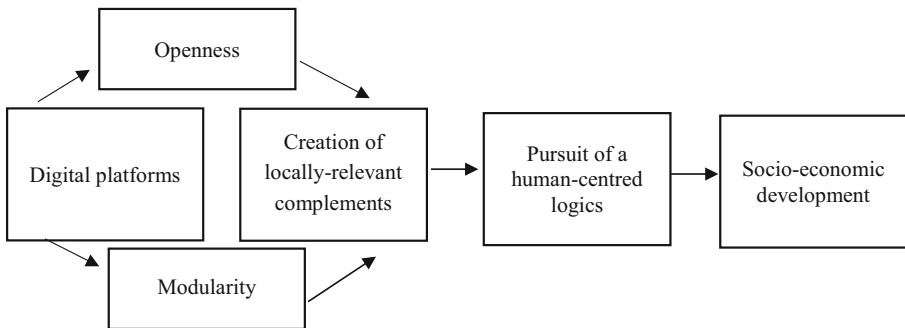 Openness
Digital platforms
Creation of
locally-relevant
complements
Pursuit of a
human-centred
logics
Socio-economic
development
Modularity